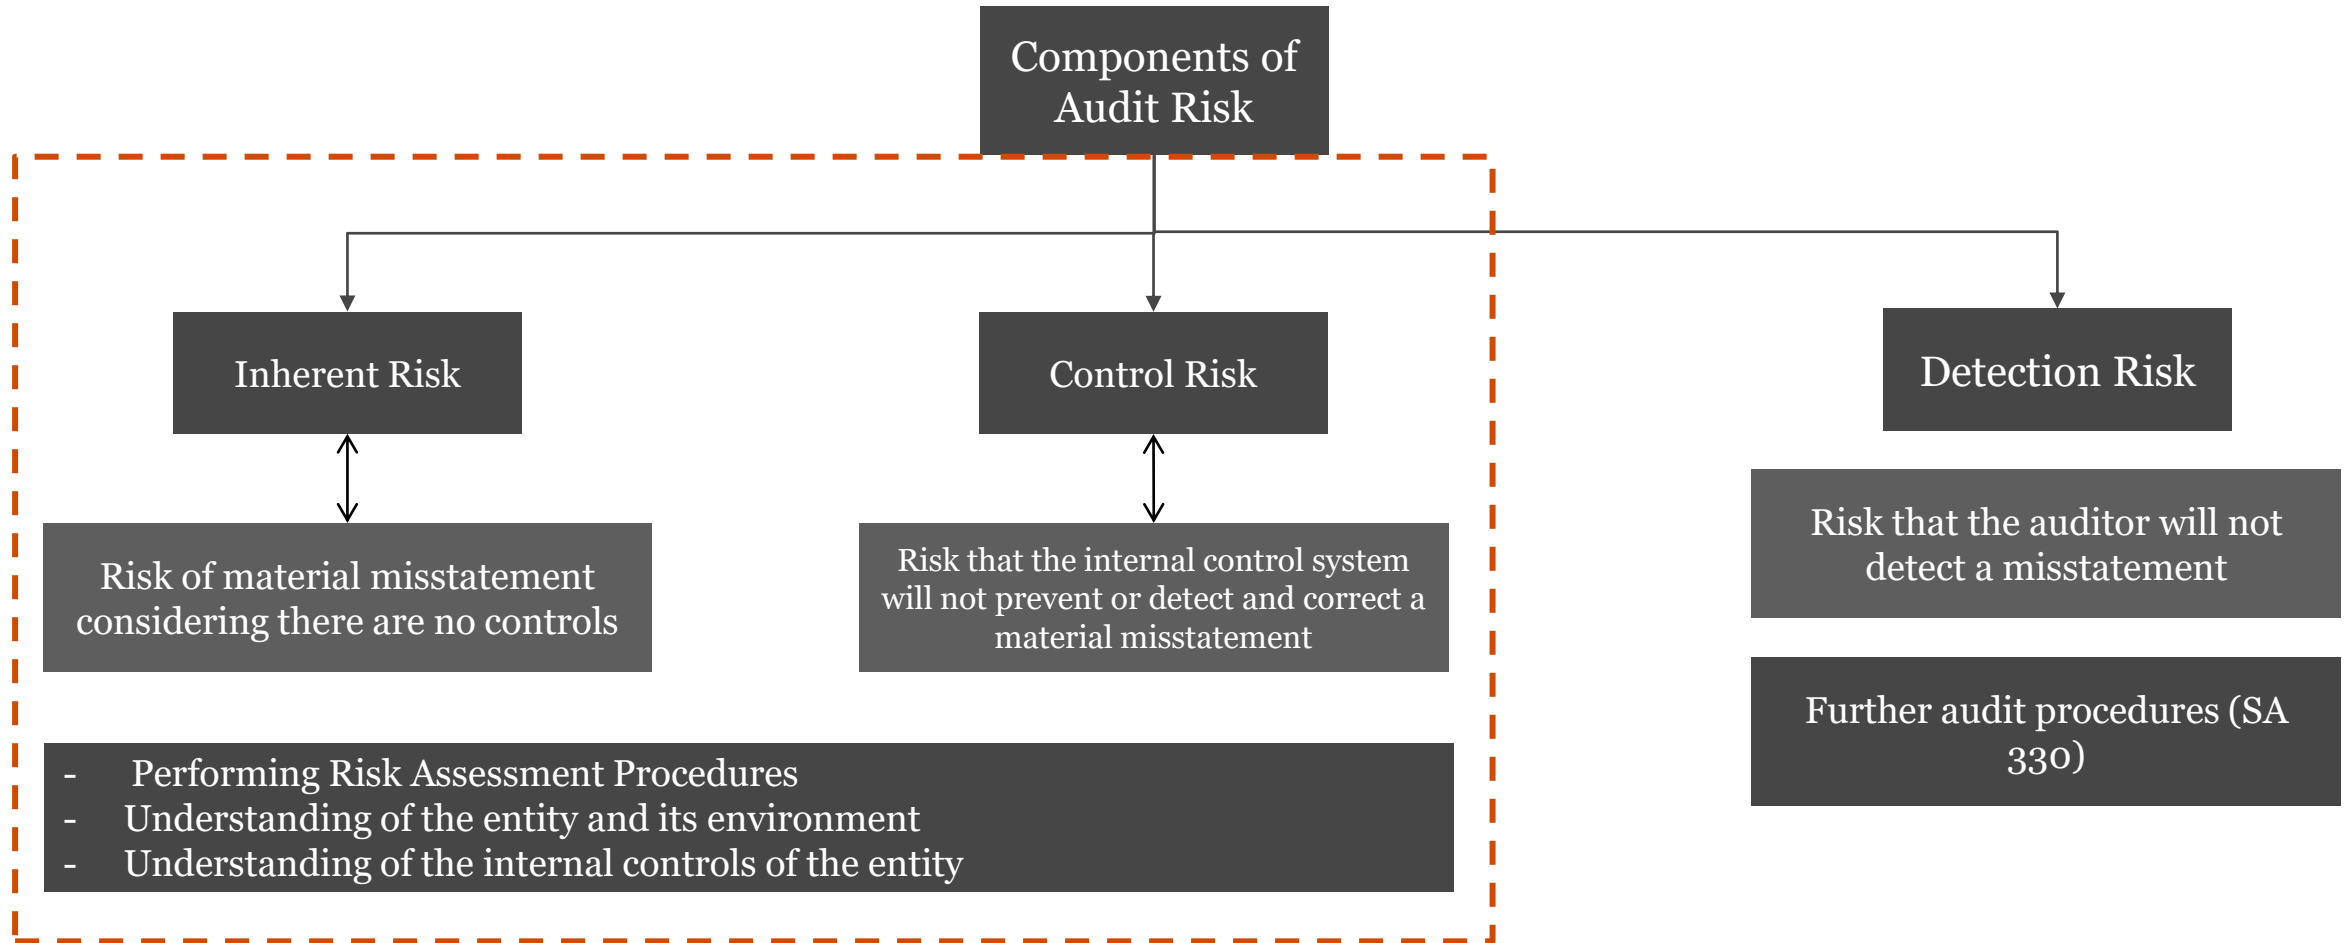 Components of
Audit Risk
Inherent Risk
Control Risk
Detection Risk
Risk of material misstatement
considering there are no controls
Risk that the internal control system
will not prevent or detect and correct a
material misstatement
Risk that the auditor will not
detect a misstatement
Further audit procedures (SA
330)
- Performing Risk Assessment Procedures
- Understanding of the entity and its environment
- Understanding of the internal controls of the entity